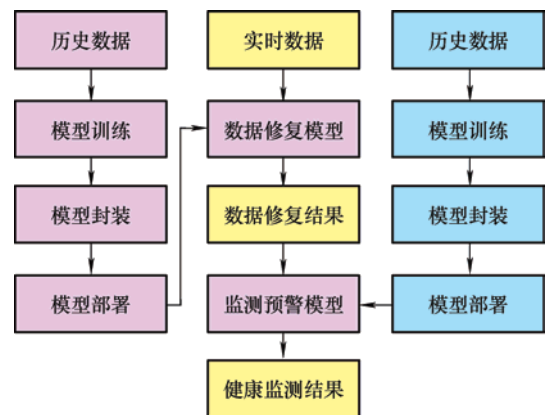 历史数据
实时数据
历史数据
模型训练
数据修复模型
模型训练
模型封装
数据修复结果
模型封装
模型部署
监测预警模型
模型部署
健康监测结果